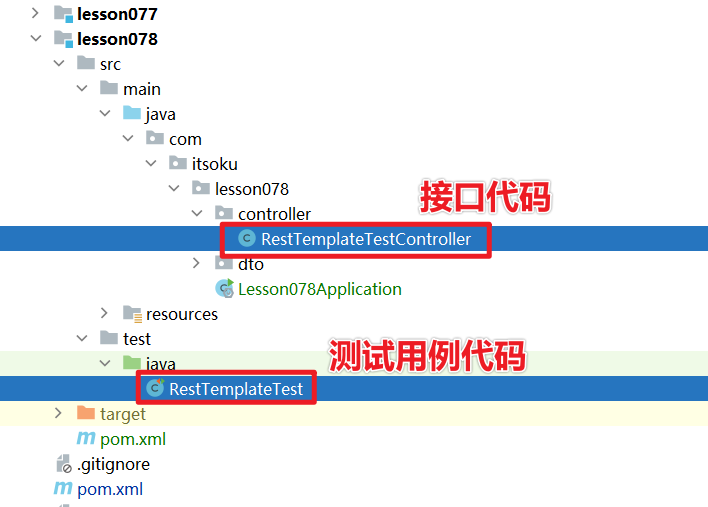 lesson077
lesson078
src
main
java
com
itsoku
lesson078
接口代码
controller
RestTemplateTestController
dto
Lesson078Application
resources
test
测试用例代码
java
RestTemplateTest
target
pom.xml
.gitignore
pom.xml